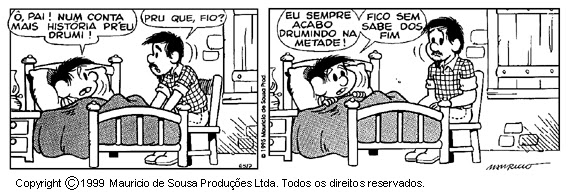 Ô, PAI ! NUM CONTA
MAIS HISTÓRIA PR'EU
DRUMI !
PRU QUE, FIO?
EU SEMPRE
ACABO
DRUMINDO NA
METADE !
FICO SEM
SABE DOS
FIM
© 1995 Mauricio de Sousa Prod.
MAURICIO
Copyright © 1999 Mauricio de Sousa Produções Ltda. Todos os direitos reservados.